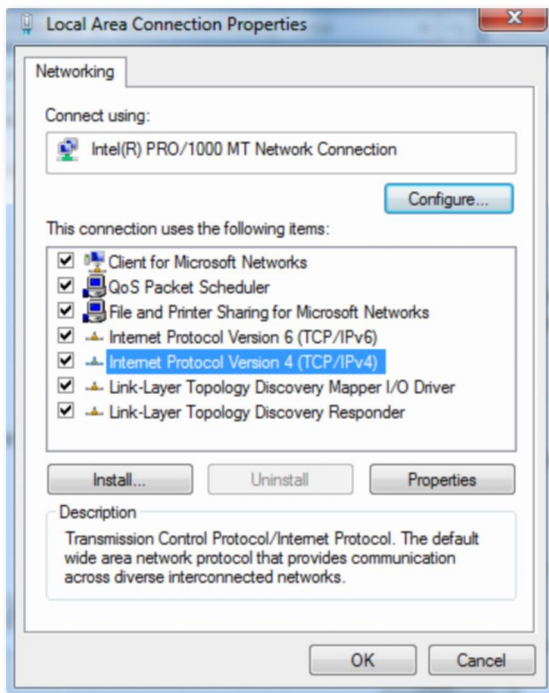 Local Area Connection Properties
Networking
Connect using:
Intel(R) PRO/1000 MT Network Connection
Configure...
This connection uses the following items:
Client for Microsoft Networks
QoS Packet Scheduler
File and Printer Sharing for Microsoft Networks
Internet Protocol Version 6 (TCP/IPv6)
Internet Protocol Version 4 (TCP/IPv4)
Link-Layer Topology Discovery Mapper I/O Driver
Link-Layer Topology Discovery Responder
Install...
Uninstall
Properties
Description
Transmission Control Protocol/Internet Protocol. The default
wide area network protocol that provides communication
across diverse interconnected networks.
OK
Cancel